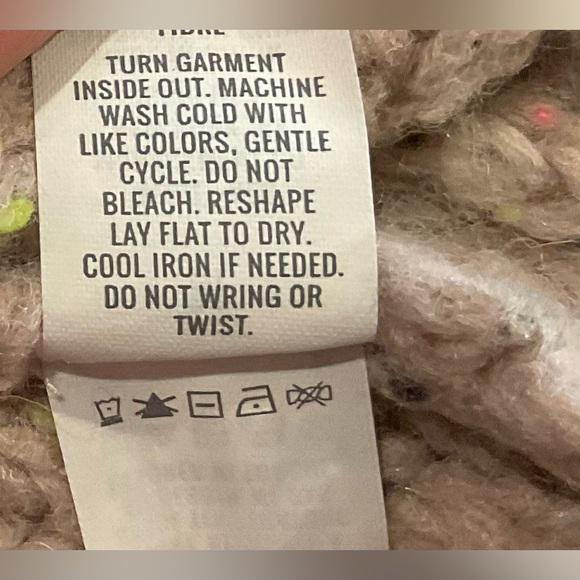 TURN GARMENT
INSIDE OUT. MACHINE
WASH COLD WITH
LIKE COLORS, GENTLE
CYCLE. DO NOT
BLEACH. RESHAPE
LAY FLAT TO DRY.
COOL IRON IF NEEDED.
DO NOT WRING OR
TWIST.